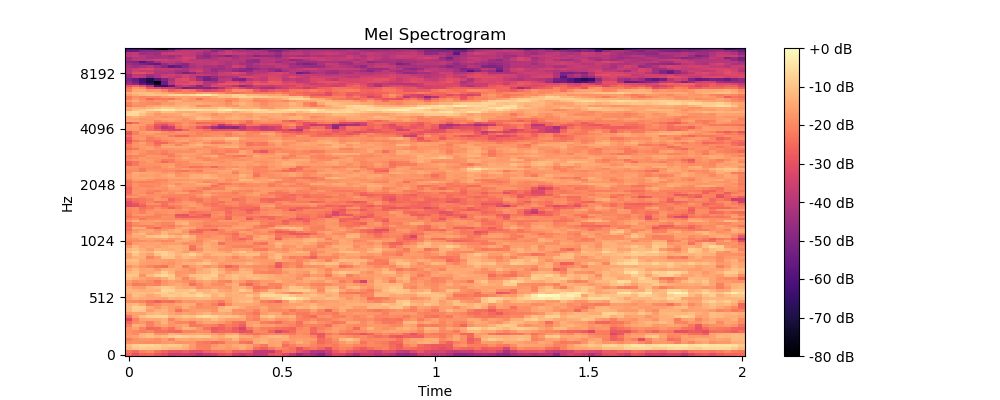 Mel Spectrogram
Hz
8192
4096
2048
1024
512
0
0 0.5 1 1.5 2
Time
+0 dB
-10 dB
-20 dB
-30 dB
-40 dB
-50 dB
-60 dB
-70 dB
-80 dB